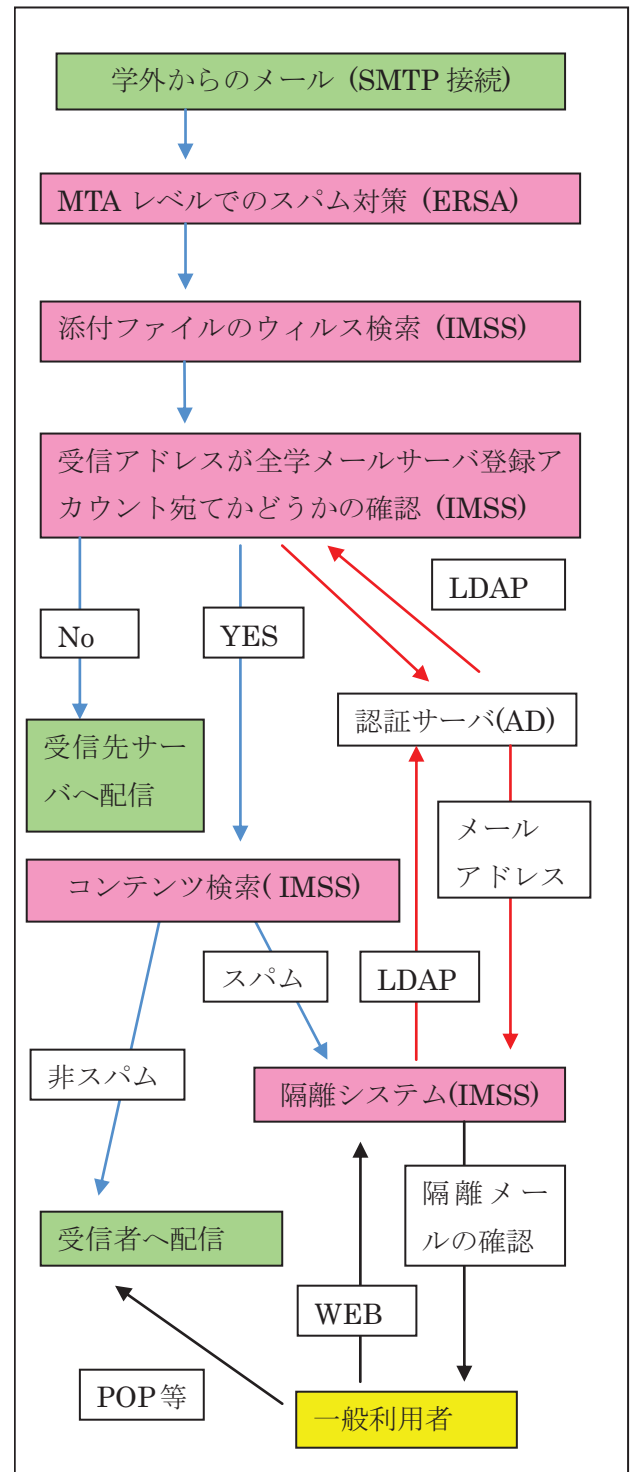 学外からのメール (SMTP 接続)
MTA レベルでのスパム対策 (ERSA)
添付ファイルのウィルス検索 (IMSS)
受信アドレスが全学メールサーバ登録ア
カウント宛てかどうかの確認 (IMSS)
LDAP
No
YES
認証サーバ(AD)
受信先サー
バへ配信
メール
アドレス
コンテンツ検索( IMSS)
スパム
LDAP
非スパム
隔離システム(IMSS)
隔離メー
ルの確認
受信者へ配信
WEB
POP等
一般利用者